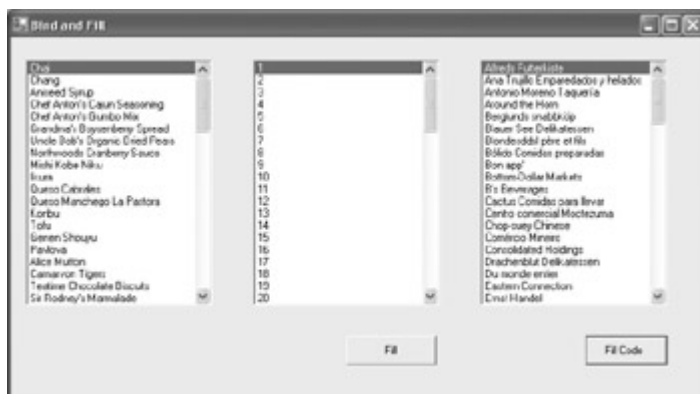 Bind and Fill
Chai
Chang
Aniseed Syrup
Chef Anton's Cajun Seasoning
Chef Anton's Gumbo Mix
Grandma's Boysenberry Spread
Uncle Bob's Organic Dried Pears
Northwoods Cranberry Sauce
Mishi Kobe Niku
Ikura
Queso Cabrales
Queso Manchego La Pastora
Konbu
Tofu
Genen Shouyu
Pavlova
Alice Mutton
Carnarvon Tigers
Teatime Chocolate Biscuits
Sir Rodney's Marmalade
1
2
3
4
5
6
7
8
9
10
11
12
13
14
15
16
17
18
19
20
Alfreds Futterkiste
Ana Trujillo Emparedados y helados
Antonio Moreno Taquería
Around the Horn
Berglunds snabbköp
Blauer See Delikatessen
Blondesddsl père et fils
Bólido Comidas preparadas
Bon app'
Bottom-Dollar Markets
B's Beverages
Cactus Comidas para llevar
Centro comercial Moctezuma
Chop-suey Chinese
Comércio Mineiro
Consolidated Holdings
Drachenblut Delikatessen
Du monde entier
Eastern Connection
Ernst Handel
Fill
Fill Code